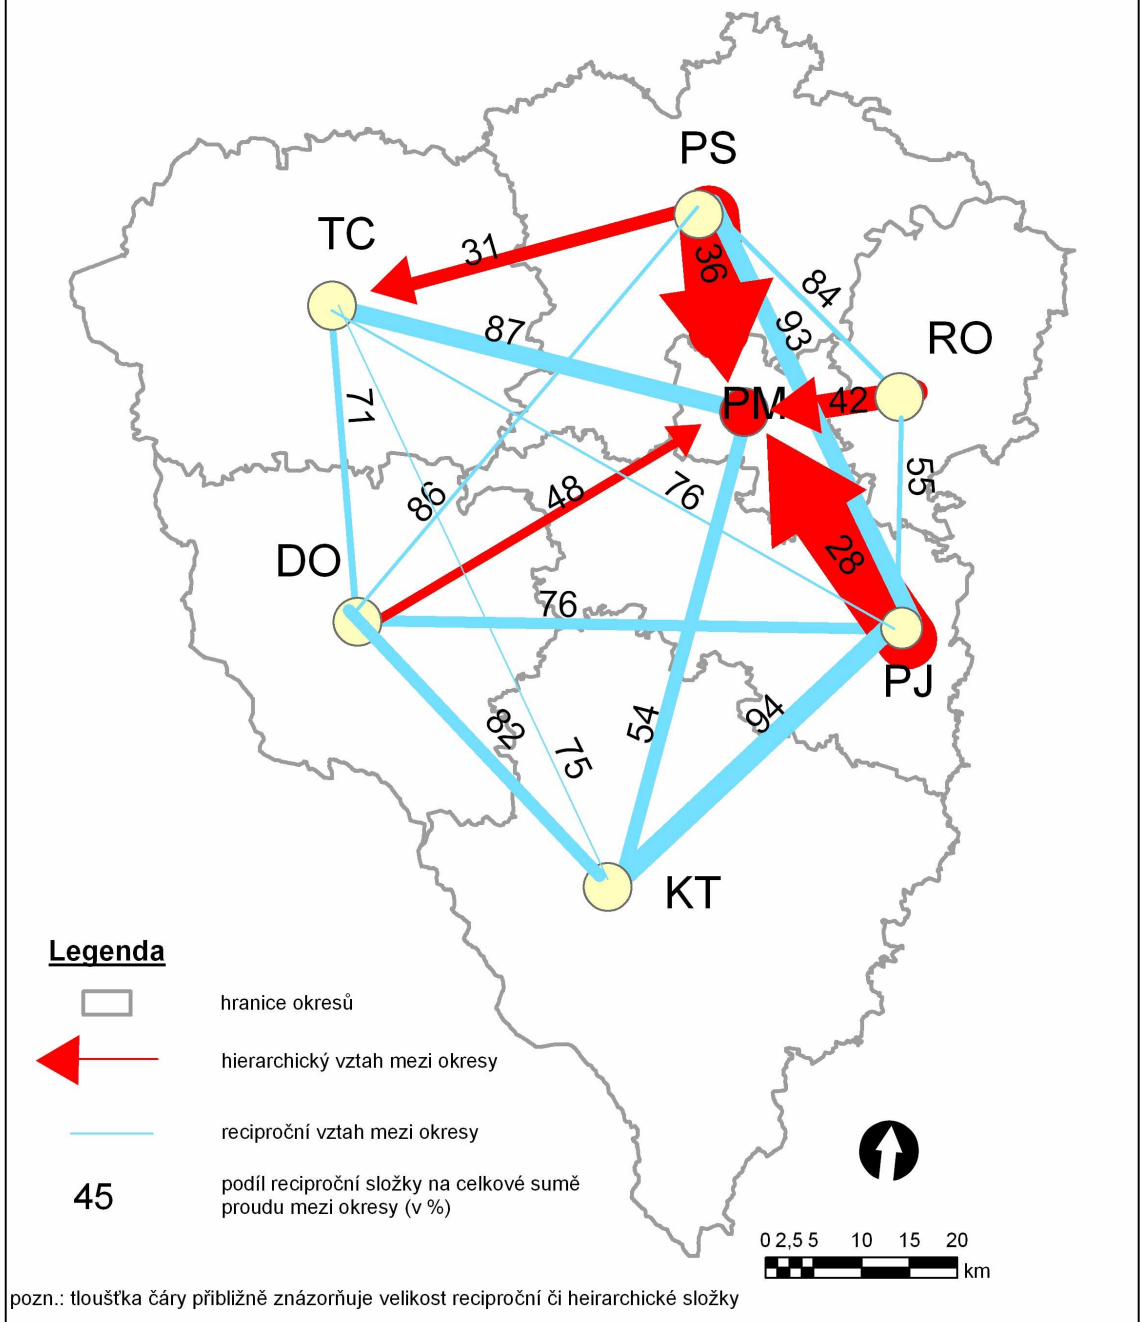 PS
TC
31
36
84
RO
87
93
71
PM
42
86
48
76
55
DO
28
76
PJ
82
75
54
94
KT
Legenda
hranice okresů
hierarchický vztah mezi okresy
reciproční vztah mezi okresy
45
podíl reciproční složky na celkové sumě
proudu mezi okresy (v %)
0 2,5 5 10 15 20
km
pozn.: tloušťka čáry přibližně znázorňuje velikost reciproční či heirarchické složky